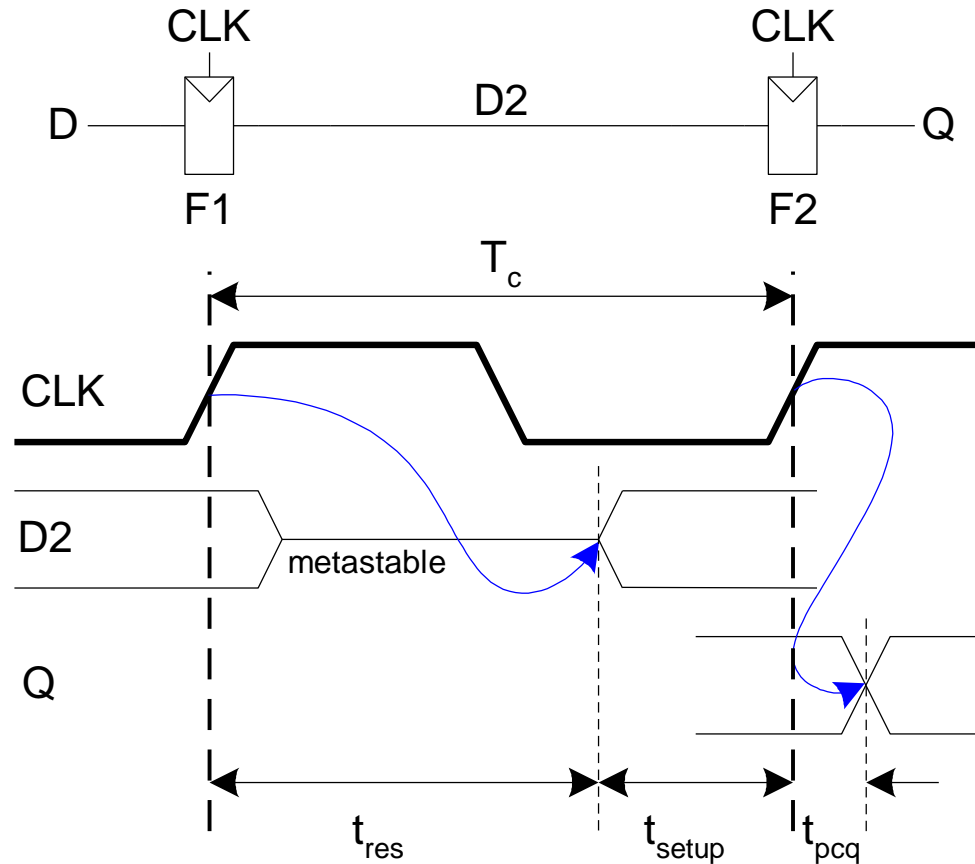 CLK CLK
D D2 Q
F1 F2
T_c
CLK
D2
metastable
Q
t_res t_setup t_pcq